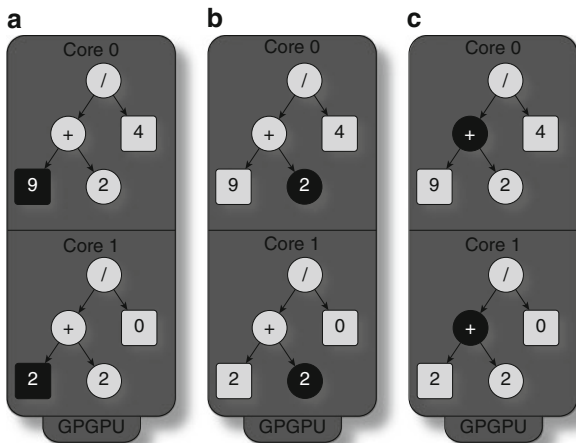 a b c
Core 0 Core 0 Core 0
/ / /
+ 4 + 4 + 4
9 2 9 2 9 2
Core 1 Core 1 Core 1
/ / /
+ 0 + 0 + 0
2 2 2 2 2 2
GPGPU GPGPU GPGPU